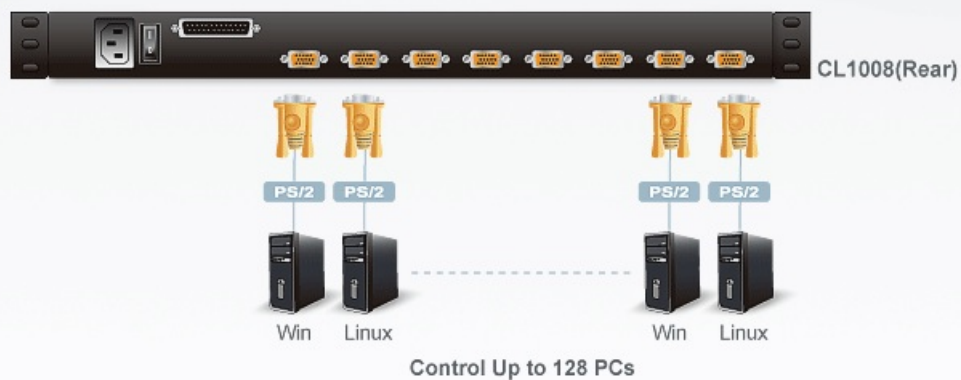 CL1008(Rear)
PS/2 PS/2 PS/2 PS/2
Win Linux Win Linux
Control Up to 128 PCs